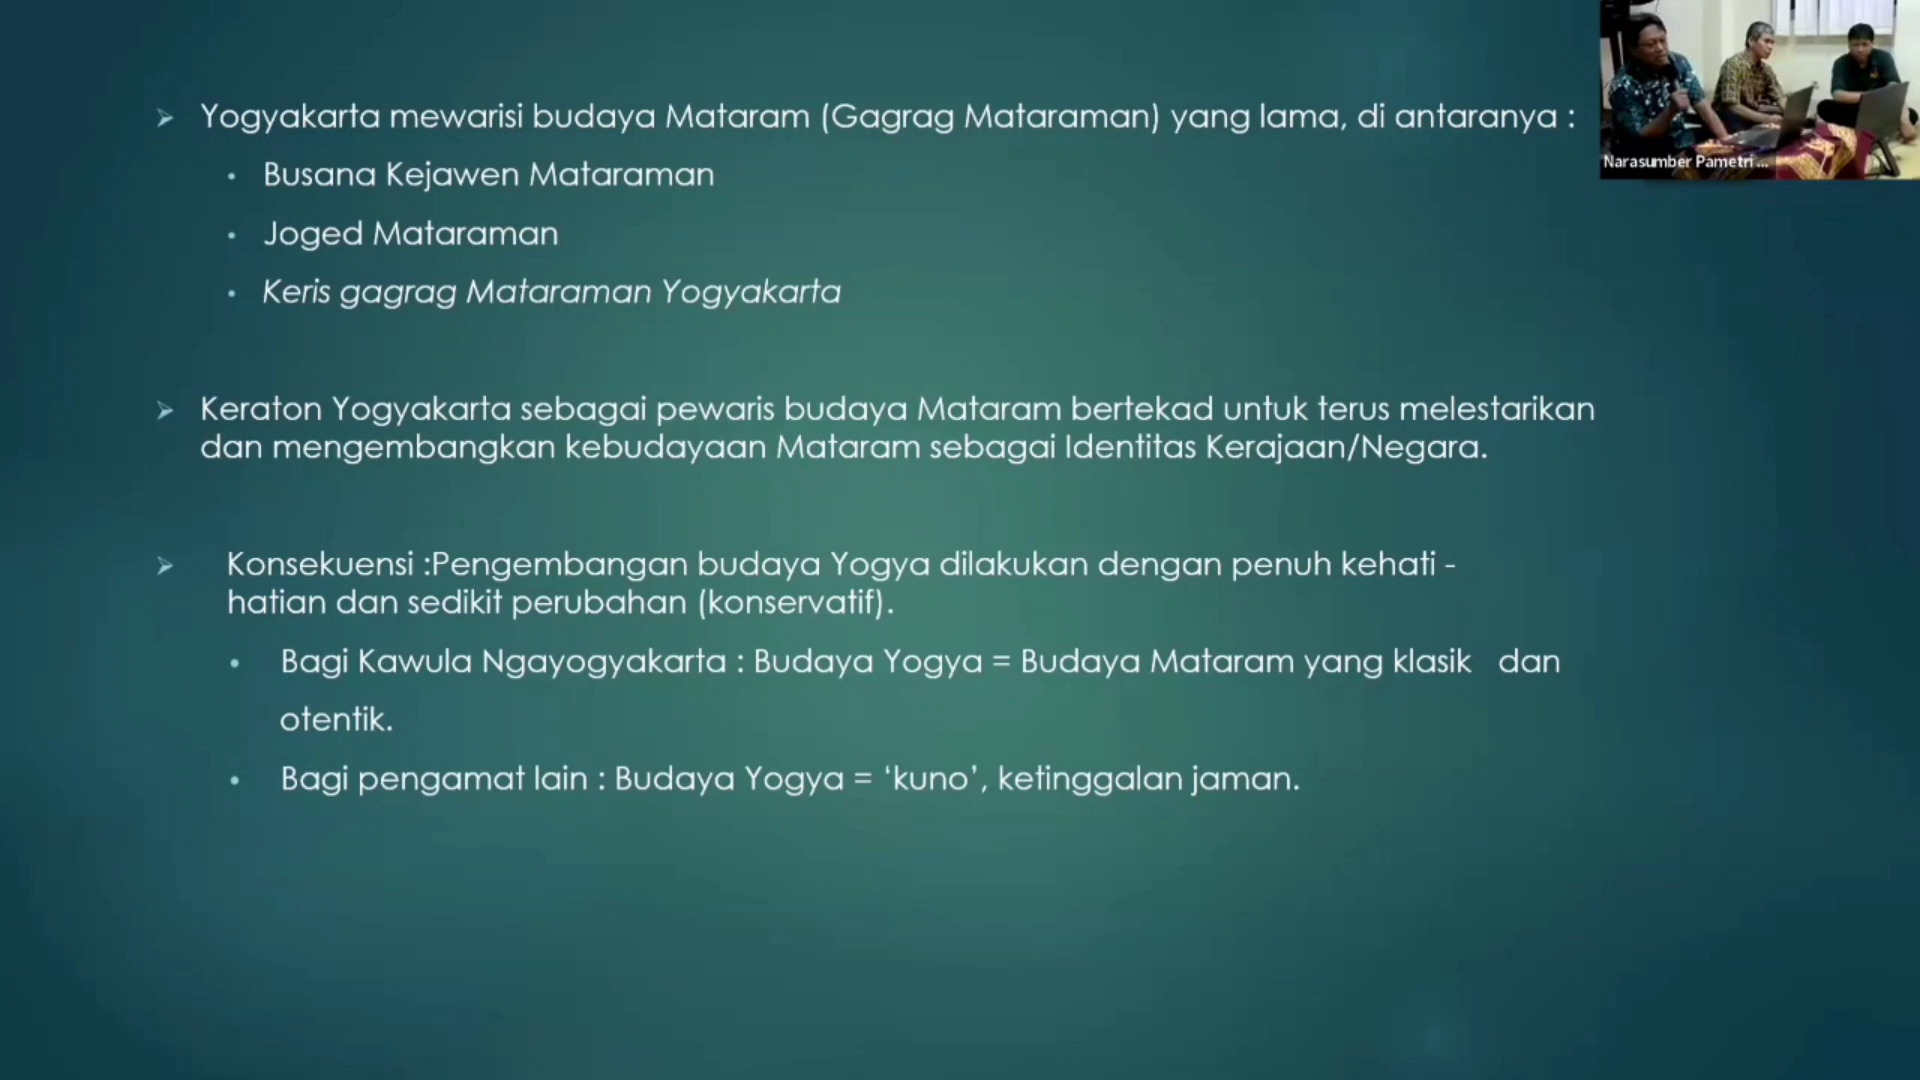 Yogyakarta mewarisi budaya Mataram (Gagrag Mataraman) yang lama, di antaranya :
Busana Kejawen Mataraman
Joged Mataraman
Keris gagrag Mataraman Yogyakarta
Keraton Yogyakarta sebagai pewaris budaya Mataram bertekad untuk terus melestarikan
dan mengembangkan kebudayaan Mataram sebagai Identitas Kerajaan/Negara.
Konsekuensi :Pengembangan budaya Yogya dilakukan dengan penuh kehati -
hatian dan sedikit perubahan (konservatif).
Bagi Kawula Ngayogyakarta : Budaya Yogya = Budaya Mataram yang klasik dan
otentik.
Bagi pengamat lain : Budaya Yogya = ‘kuno’, ketinggalan jaman.
Narasumber Pametri ...